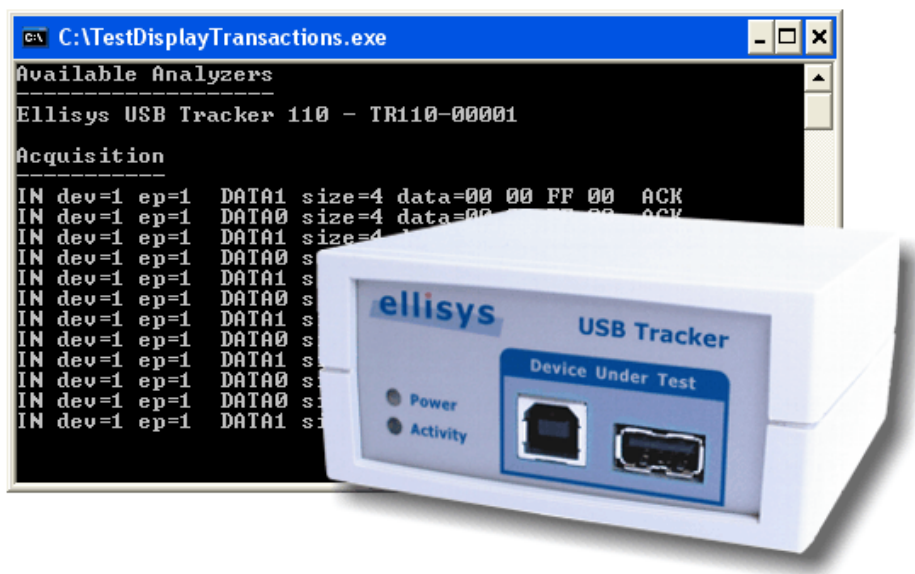 C:\TestDisplayTransactions.exe
Available Analyzers
-------------------
Ellisys USB Tracker 110 - TR110-00001
Acquisition
-----------
IN dev=1 ep=1 DATA1 size=4 data=00 00 FF 00 ACK
IN dev=1 ep=1 DATA0 size=4 data=00 ACK
IN dev=1 ep=1 DATA1 size=4
IN dev=1 ep=1 DATA0 s
IN dev=1 ep=1 DATA1 s
IN dev=1 ep=1 DATA0 s
IN dev=1 ep=1 DATA1 s
IN dev=1 ep=1 DATA0 s
IN dev=1 ep=1 DATA1 s
IN dev=1 ep=1 DATA0 s
IN dev=1 ep=1 DATA0 s
IN dev=1 ep=1 DATA1 s
ellisys
USB Tracker
Device Under Test
Power
Activity